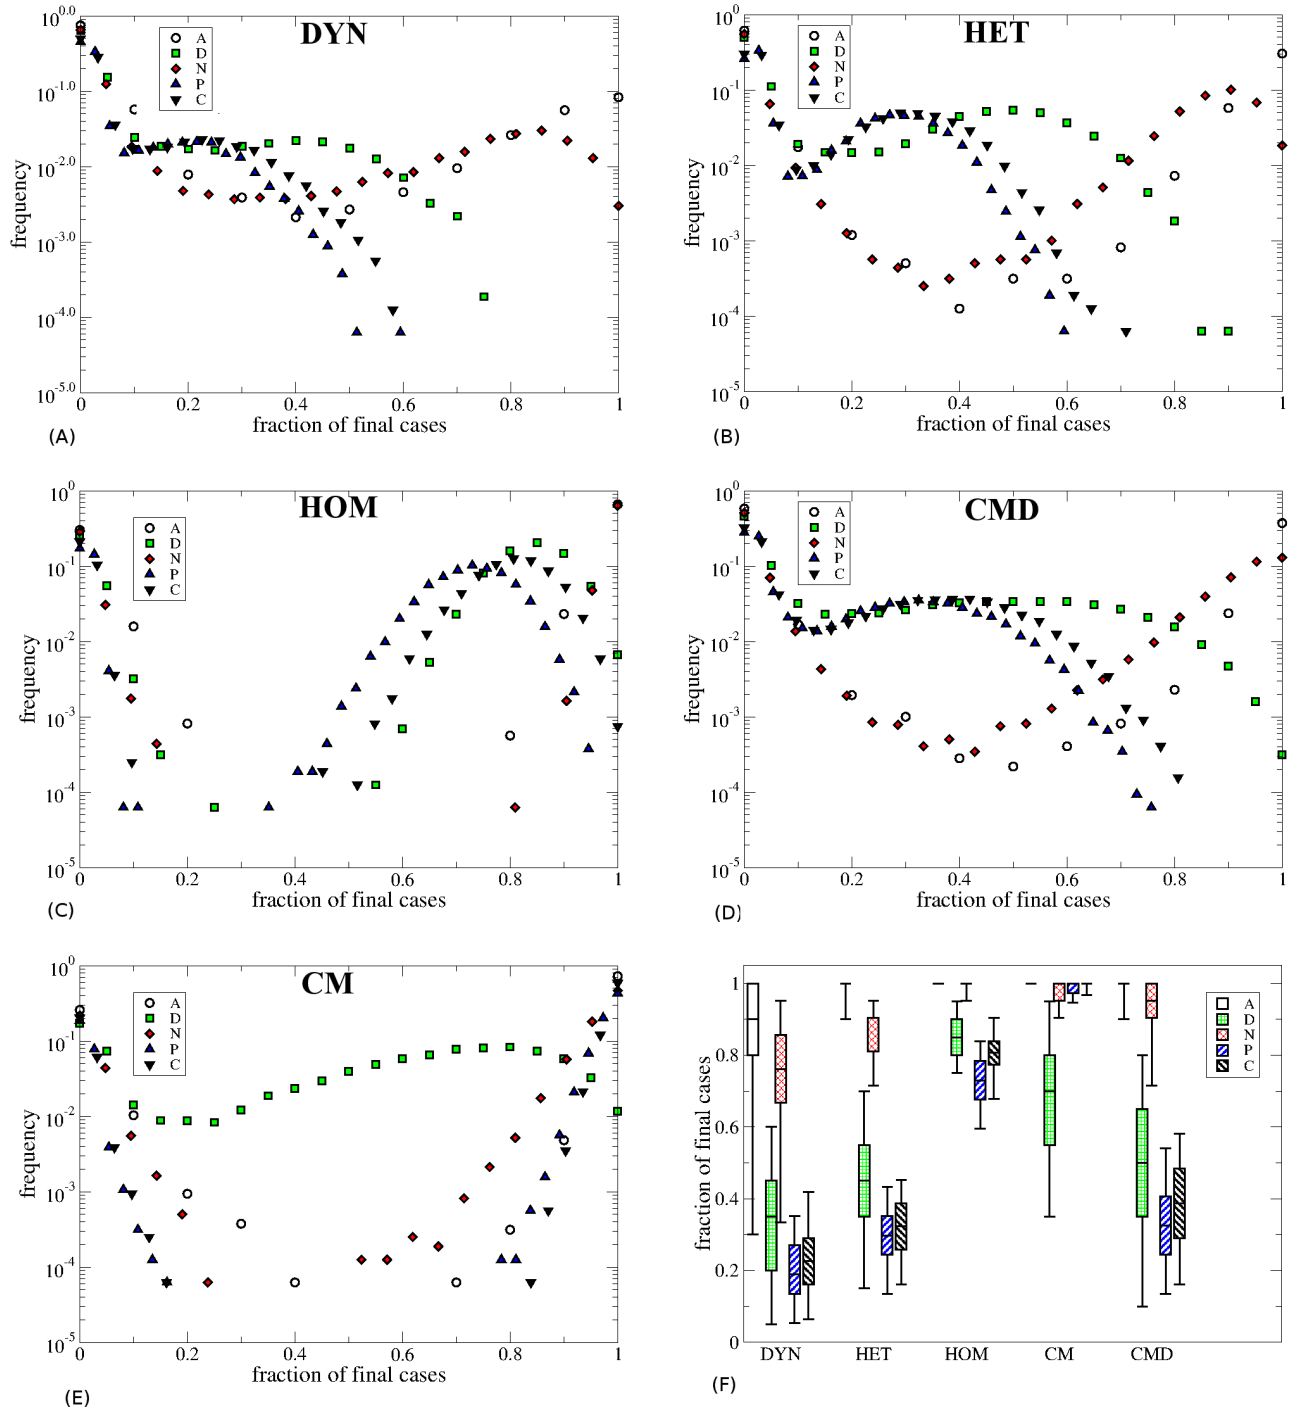 DYN
A
D
N
P
C
10^0.0
10^-1.0
10^-2.0
10^-3.0
10^-4.0
10^-5.0
frequency
0 0.2 0.4 0.6 0.8 1
fraction of final cases
(A)
HET
A
D
N
P
C
10^0
10^-1
10^-2
10^-3
10^-4
10^-5
frequency
0 0.2 0.4 0.6 0.8 1
fraction of final cases
(B)
HOM
A
D
N
P
C
10^0
10^-1
10^-2
10^-3
10^-4
10^-5
frequency
0 0.2 0.4 0.6 0.8 1
fraction of final cases
(C)
CMD
A
D
N
P
C
10^0
10^-1
10^-2
10^-3
10^-4
10^-5
frequency
0 0.2 0.4 0.6 0.8 1
fraction of final cases
(D)
CM
A
D
N
P
C
10^0
10^-1
10^-2
10^-3
10^-4
10^-5
frequency
0 0.2 0.4 0.6 0.8 1
fraction of final cases
(E)
A
D
N
P
C
1
0.8
0.6
0.4
0.2
0
fraction of final cases
DYN HET HOM CM CMD
(F)